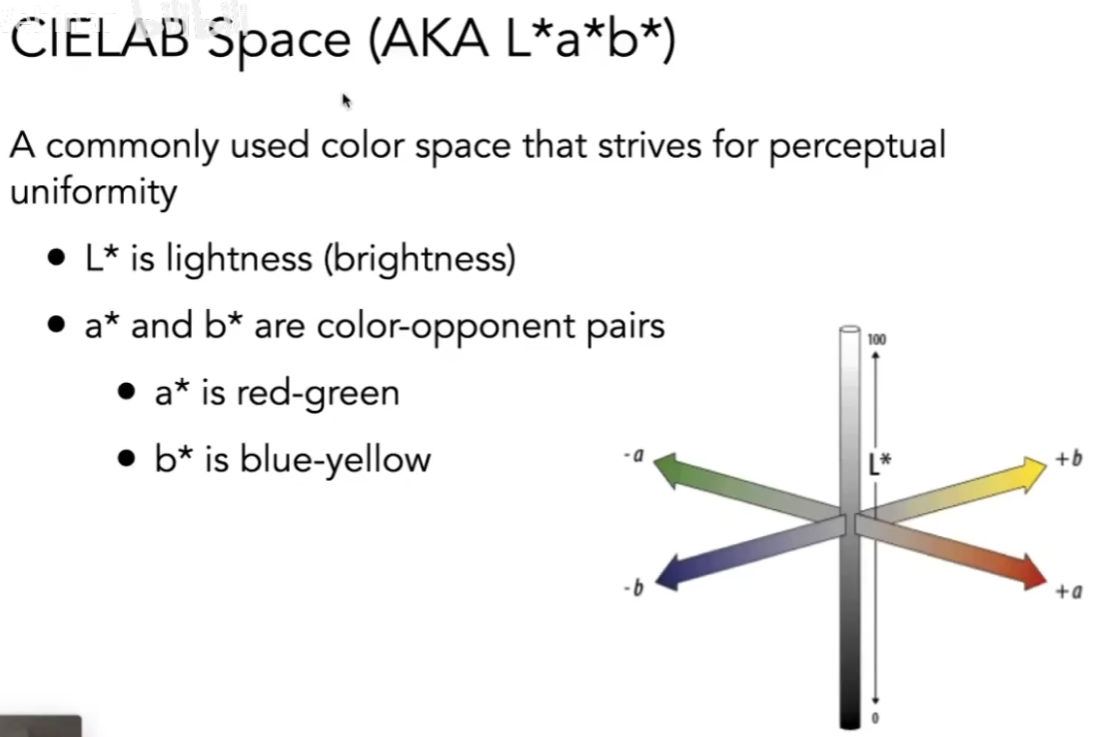 CIELAB Space (AKA L*a*b*)
A commonly used color space that strives for perceptual
uniformity
• L* is lightness (brightness)
• a* and b* are color-opponent pairs
• a* is red-green
• b* is blue-yellow
100
-a
L*
+b
-b
+a
0